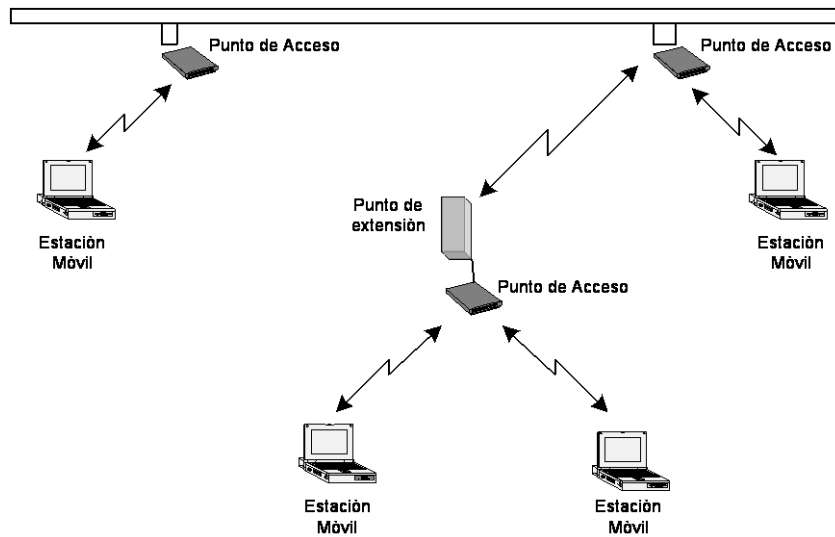 Punto de Acceso
Punto de Acceso
Estaciòn
Mòvil
Punto de
extensiòn
Estaciòn
Mòvil
Punto de Acceso
Estaciòn
Mòvil
Estaciòn
Mòvil